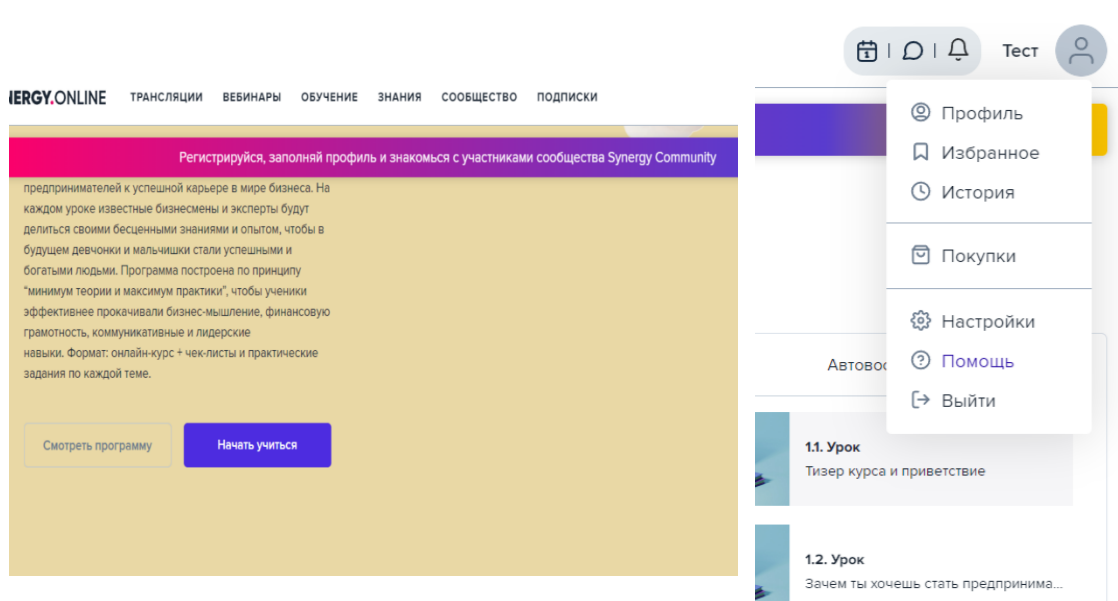 NERGY.ONLINE ТРАНСЛЯЦИИ ВЕБИНАРЫ ОБУЧЕНИЕ ЗНАНИЯ СООБЩЕСТВО ПОДПИСКИ
Регистрируйся, заполняй профиль и знакомься с участниками сообщества Synergy Community
предпринимателей к успешной карьере в мире бизнеса. На
каждом уроке известные бизнесмены и эксперты будут
делиться своими бесценными знаниями и опытом, чтобы в
будущем девчонки и мальчишки стали успешными и
богатыми людьми. Программа построена по принципу
“минимум теории и максимум практики”, чтобы ученики
эффективнее прокачивали бизнес-мышление, финансовую
грамотность, коммуникативные и лидерские
навыки. Формат: онлайн-курс + чек-листы и практические
задания по каждой теме.
Смотреть программу
Начать учиться
Тест
Профиль
Избранное
История
Покупки
Настройки
Помощь
Выйти
1.1. Урок
Тизер курса и приветствие
1.2. Урок
Зачем ты хочешь стать предпринима...